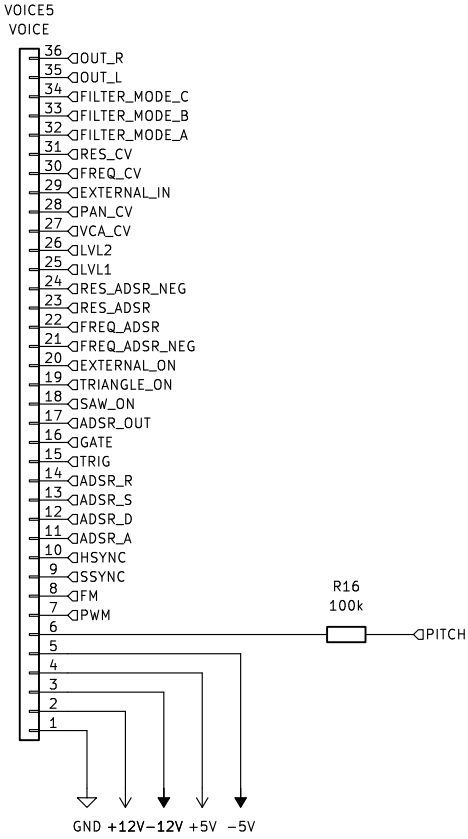 VOICE5
VOICE
36 OUT_R
35 OUT_L
34 FILTER_MODE_C
33 FILTER_MODE_B
32 FILTER_MODE_A
31 RES_CV
30 FREQ_CV
29 EXTERNAL_IN
28 PAN_CV
27 VCA_CV
26 LVL2
25 LVL1
24 RES_ADSR_NEG
23 RES_ADSR
22 FREQ_ADSR
21 FREQ_ADSR_NEG
20 EXTERNAL_ON
19 TRIANGLE_ON
18 SAW_ON
17 ADSR_OUT
16 GATE
15 TRIG
14 ADSR_R
13 ADSR_S
12 ADSR_D
11 ADSR_A
10 HSYNC
9 SSYNC
8 FM
7 PWM
R16
100k
6 PITCH
5
4
3
2
1
GND +12V -12V +5V -5V